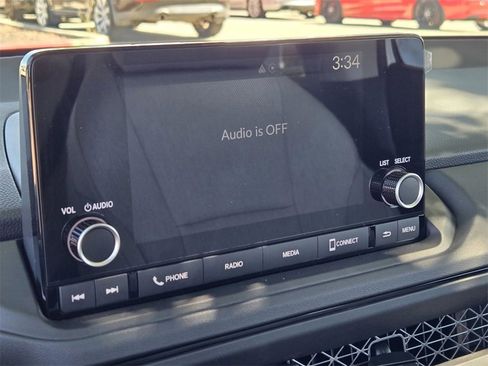 3:34
Audio is OFF
LIST SELECT
VOL AUDIO
PHONE RADIO MEDIA CONNECT MENU